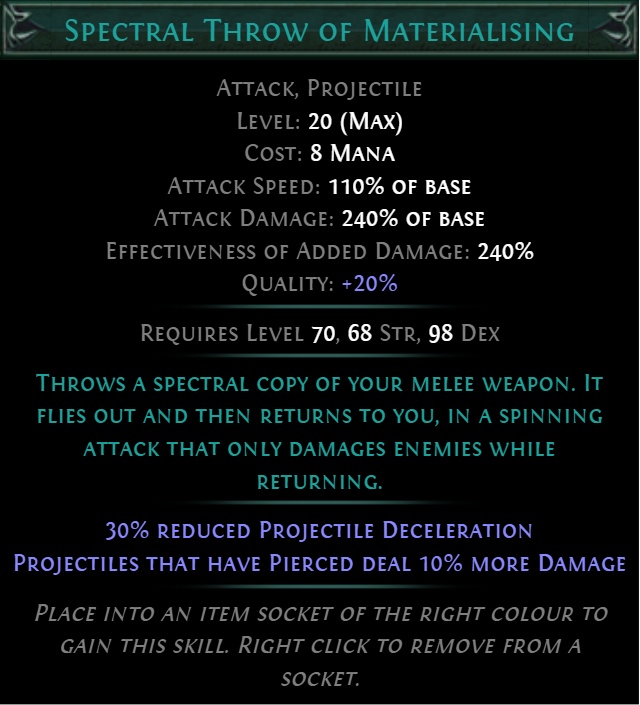 Spectral Throw of Materialising
Attack, Projectile
Level: 20 (Max)
Cost: 8 Mana
Attack Speed: 110% of base
Attack Damage: 240% of base
Effectiveness of Added Damage: 240%
Quality: +20%
Requires Level 70, 68 Str, 98 Dex
Throws a spectral copy of your melee weapon. It
flies out and then returns to you, in a spinning
attack that only damages enemies while
returning.
30% reduced Projectile Deceleration
Projectiles that have Pierced deal 10% more Damage
Place into an item socket of the right colour to
gain this skill. Right click to remove from a
socket.